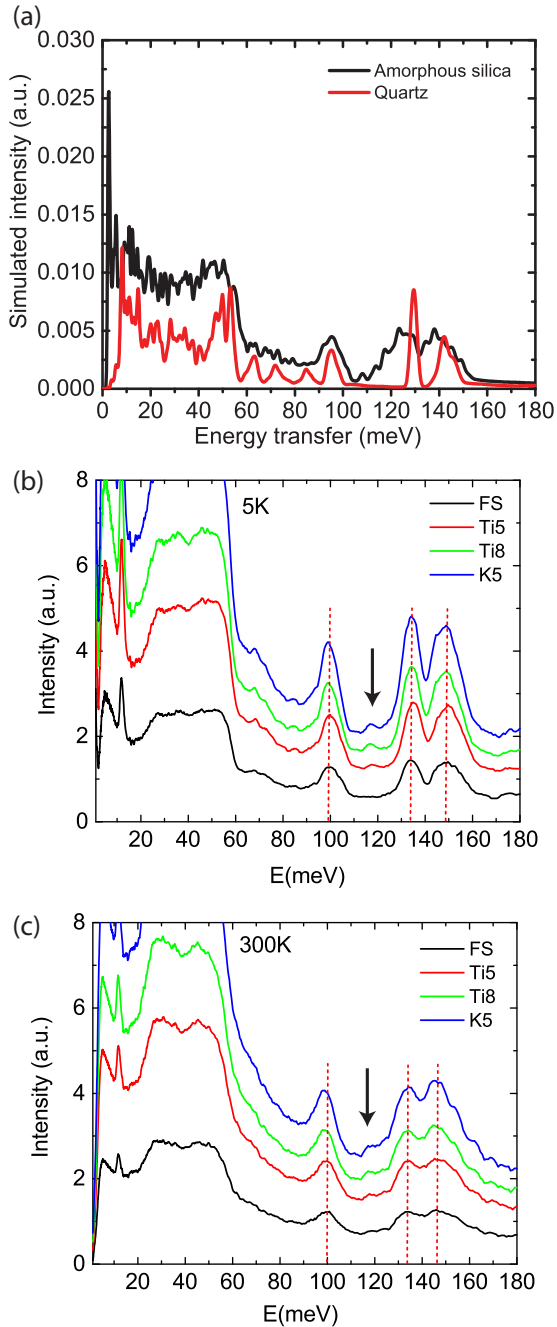 (a)
0.030
0.025
0.020
0.015
0.010
0.005
0.000
Simulated intensity (a.u.)
Amorphous silica
Quartz
0 20 40 60 80 100 120 140 160 180
Energy transfer (meV)
(b)
8
6
4
2
0
Intensity (a.u.)
5K
FS
Ti5
Ti8
K5
20 40 60 80 100 120 140 160 180
E(meV)
(c)
8
6
4
2
0
Intensity (a.u.)
300K
FS
Ti5
Ti8
K5
20 40 60 80 100 120 140 160 180
E(meV)